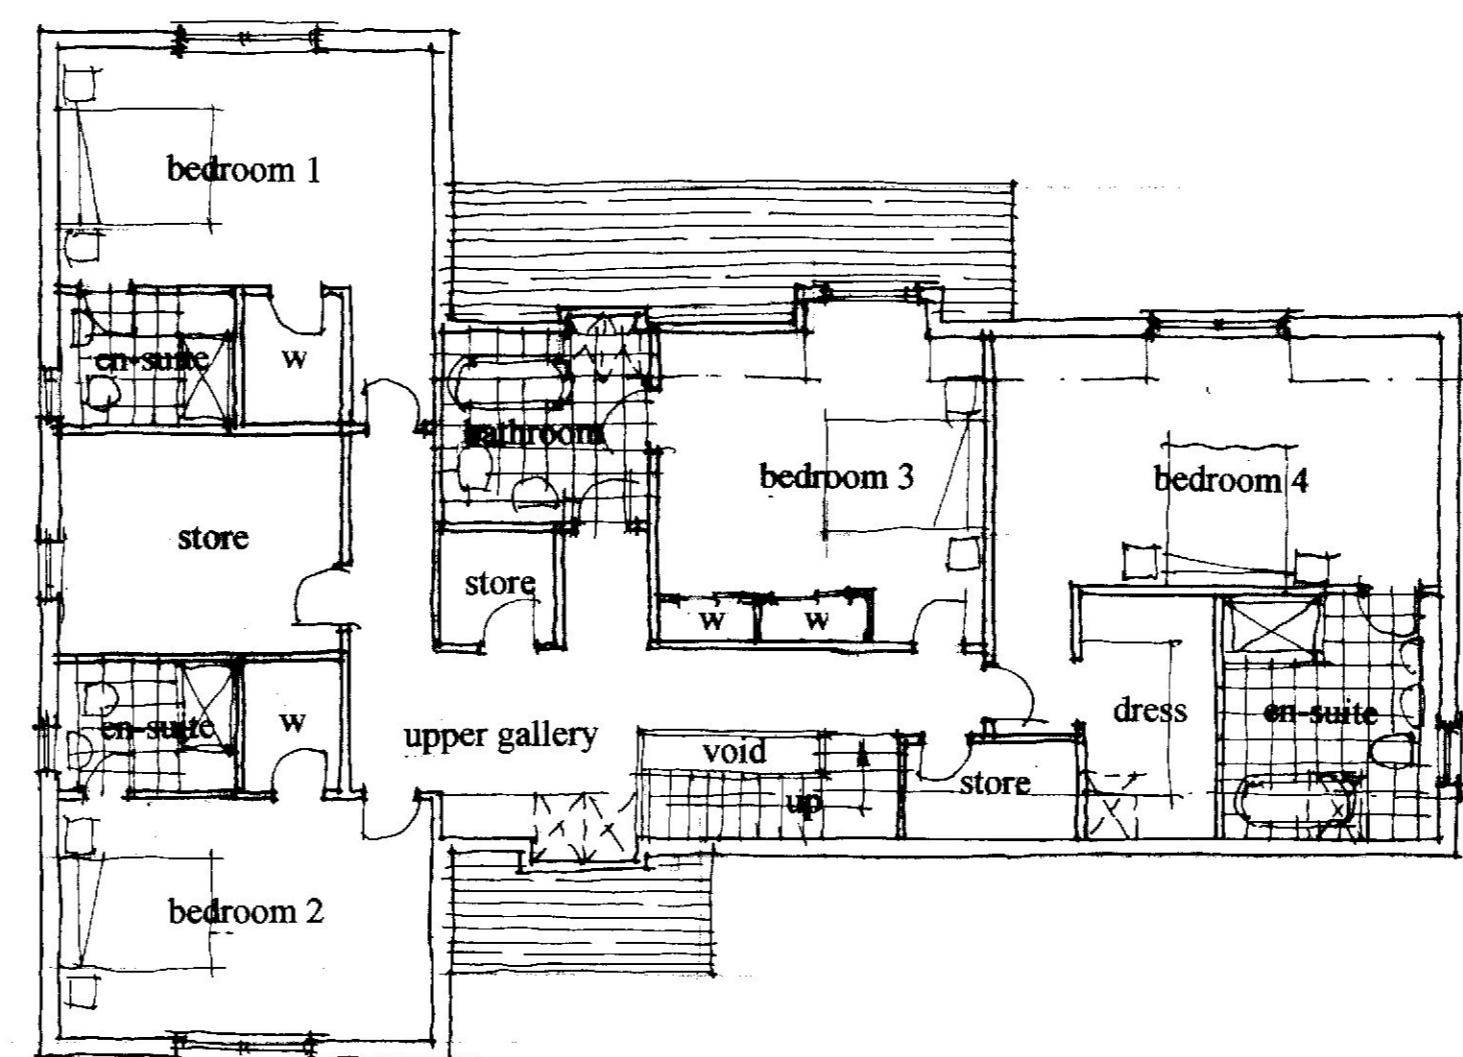 bedroom 1
en-suite
w
bathroom
bedroom 3
bedroom 4
store
store
w
w
en-suite
w
upper gallery
void
up
store
dress
en-suite
bedroom 2